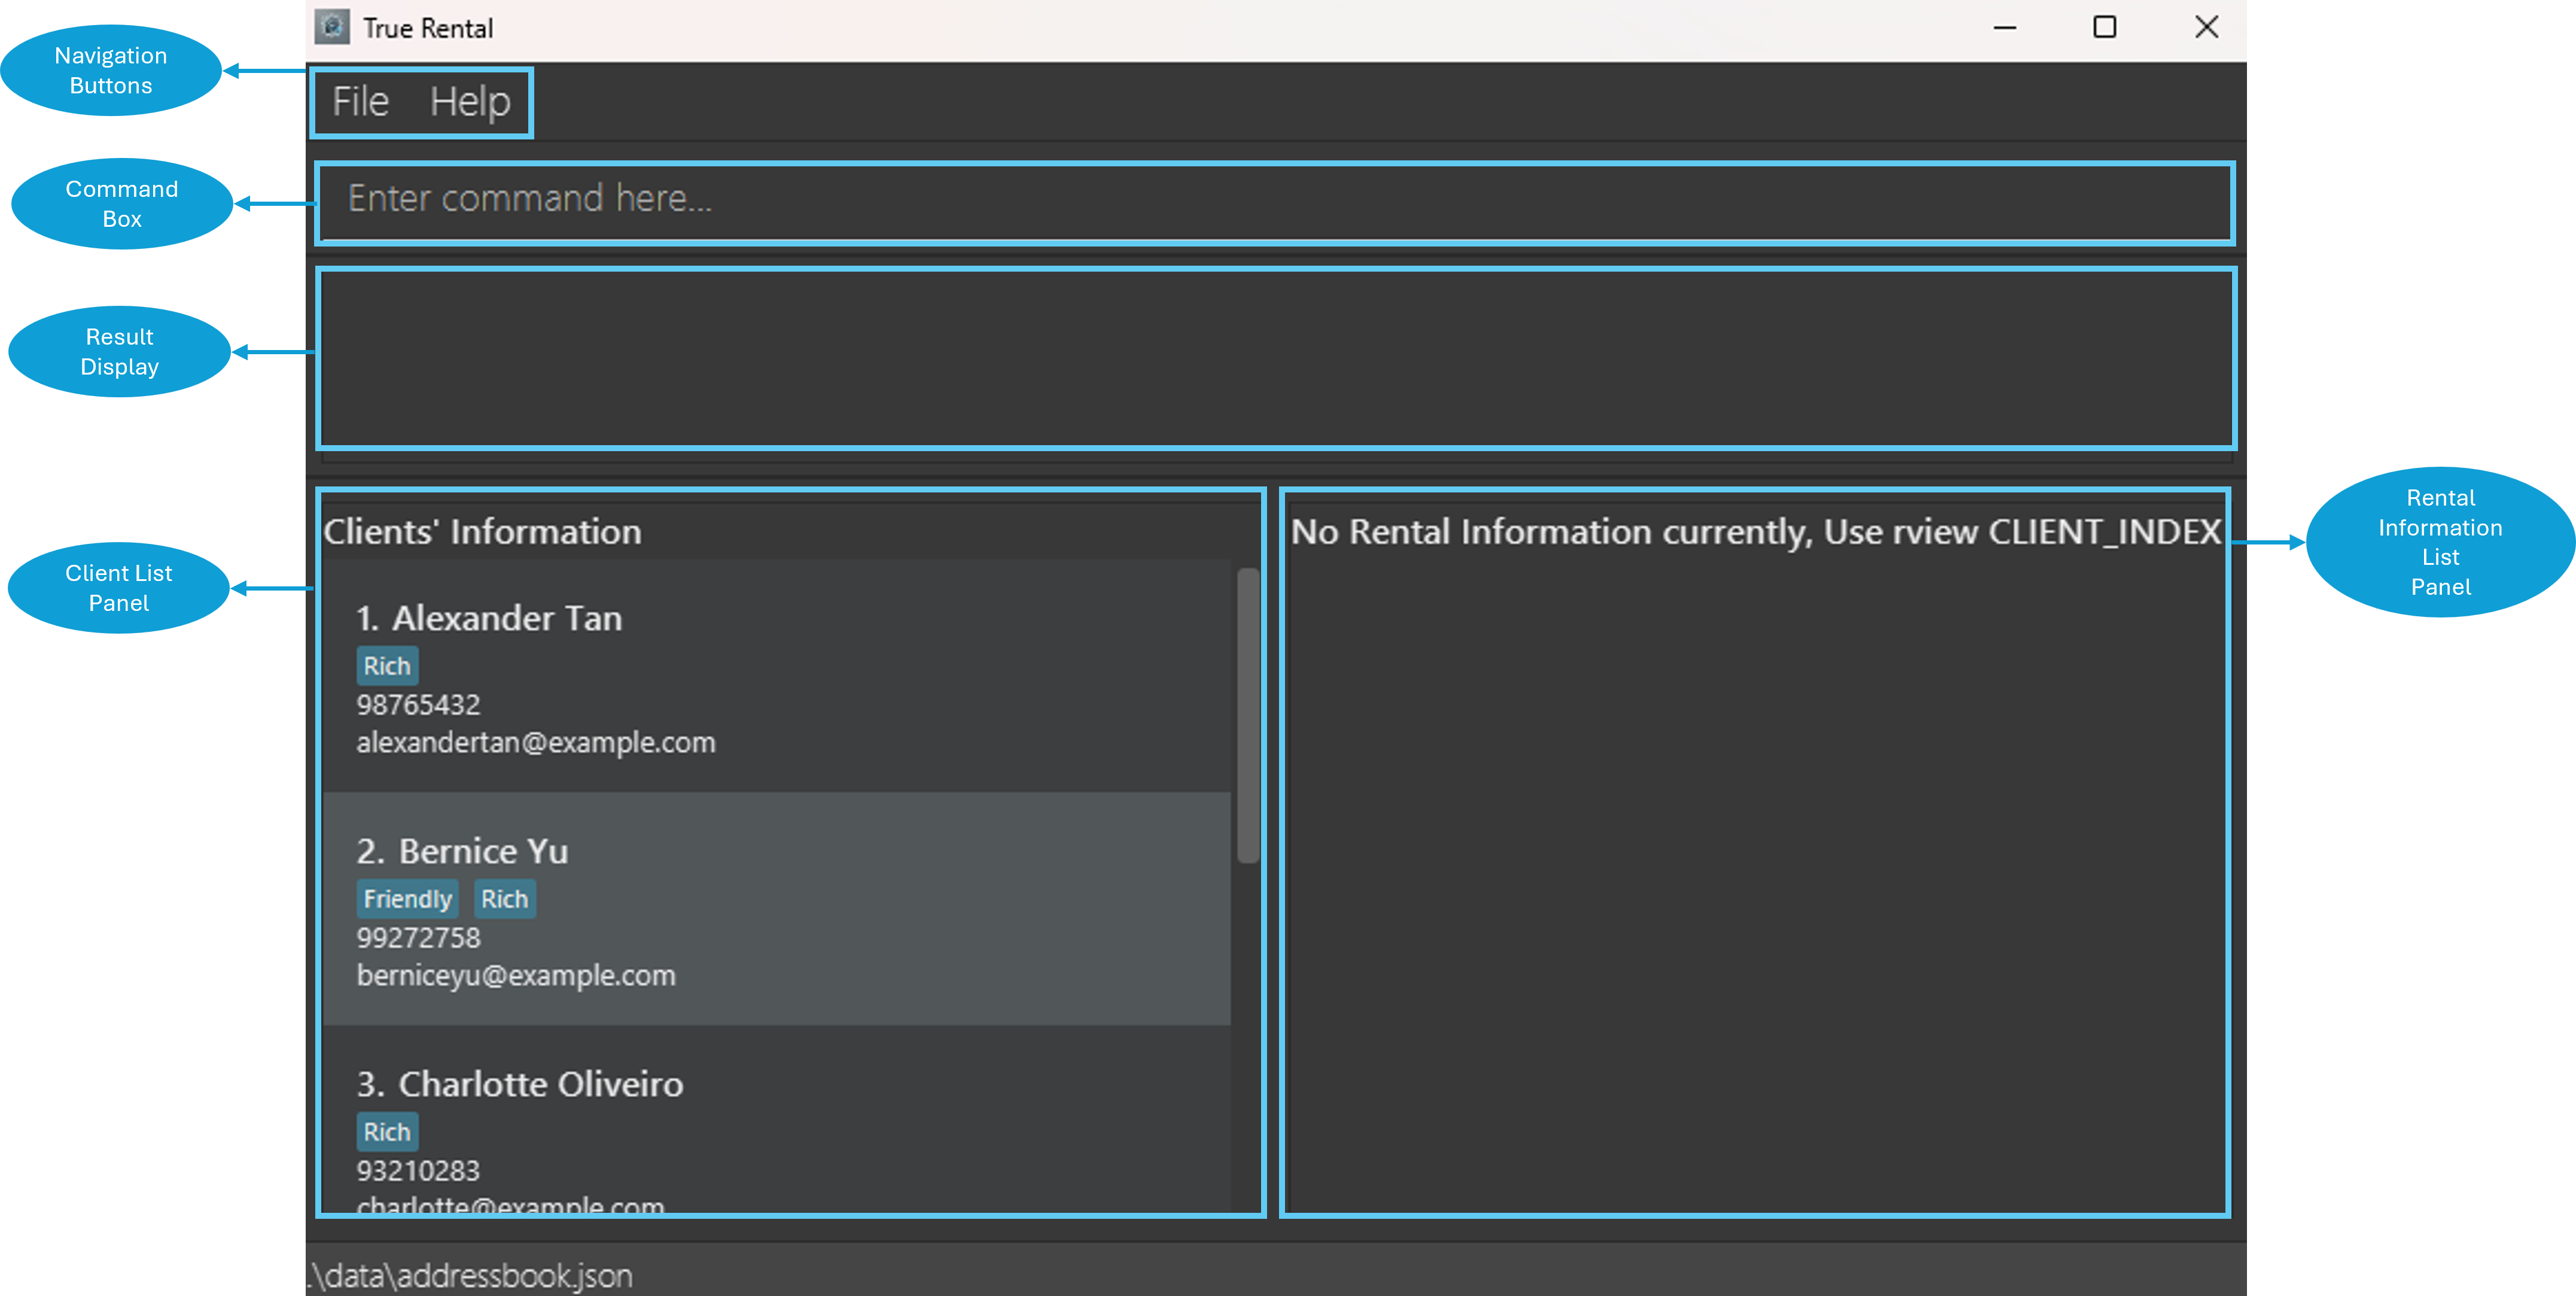 True Rental
Navigation
Buttons
File Help
Command
Box
Enter command here...
Result
Display
Client List
Panel
Clients' Information
1. Alexander Tan
Rich
98765432
alexandertan@example.com
2. Bernice Yu
Friendly Rich
99272758
berniceyu@example.com
3. Charlotte Oliveiro
Rich
93210283
charlotte@example.com
No Rental Information currently, Use rview CLIENT_INDEX
Rental
Information
List
Panel
.\data\addressbook.json